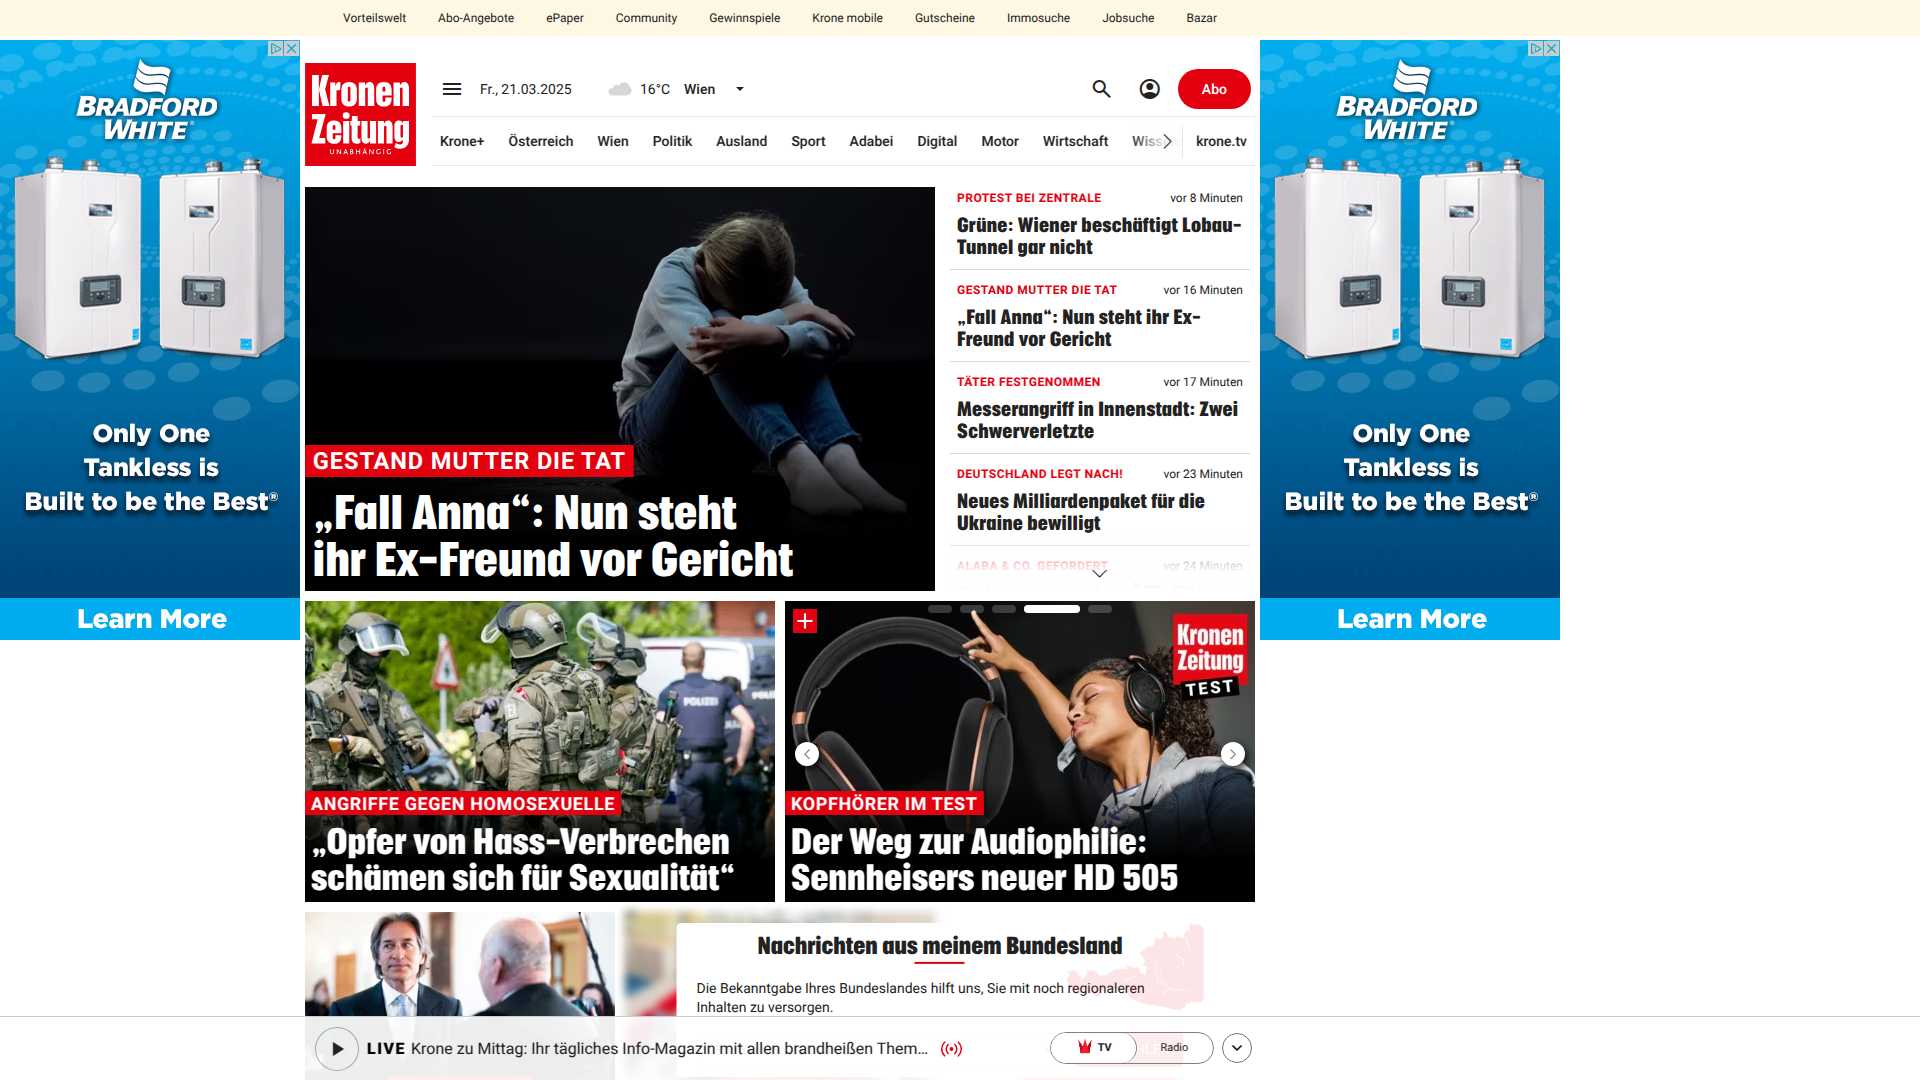 Vorteilswelt Abo-Angebote ePaper Community Gewinnspiele Krone mobile Gutscheine Immosuche Jobsuche Bazar
BRADFORD
WHITE®
Only One
Tankless is
Built to be the Best®
Learn More
Kronen
Zeitung
UNABHÄNGIG
Fr., 21.03.2025 16°C Wien
Abo
Krone+ Österreich Wien Politik Ausland Sport Adabei Digital Motor Wirtschaft Wiss krone.tv
GESTAND MUTTER DIE TAT
„Fall Anna“: Nun steht
ihr Ex-Freund vor Gericht
PROTEST BEI ZENTRALE vor 8 Minuten
Grüne: Wiener beschäftigt Lobau-
Tunnel gar nicht
GESTAND MUTTER DIE TAT vor 16 Minuten
„Fall Anna“: Nun steht ihr Ex-
Freund vor Gericht
TÄTER FESTGENOMMEN vor 17 Minuten
Messerangriff in Innenstadt: Zwei
Schwerverletzte
DEUTSCHLAND LEGT NACH! vor 23 Minuten
Neues Milliardenpaket für die
Ukraine bewilligt
ALABA & CO. GEFORDERT vor 24 Minuten
POLIZEI
ANGRIFFE GEGEN HOMOSEXUELLE
„Opfer von Hass-Verbrechen
schämen sich für Sexualität“
Kronen
Zeitung
TEST
KOPFHÖRER IM TEST
Der Weg zur Audiophilie:
Sennheisers neuer HD 505
Nachrichten aus meinem Bundesland
Die Bekanntgabe Ihres Bundeslandes hilft uns, Sie mit noch regionaleren
Inhalten zu versorgen.
LIVE Krone zu Mittag: Ihr tägliches Info-Magazin mit allen brandheißen Them...
TV Radio
BRADFORD
WHITE®
Only One
Tankless is
Built to be the Best®
Learn More